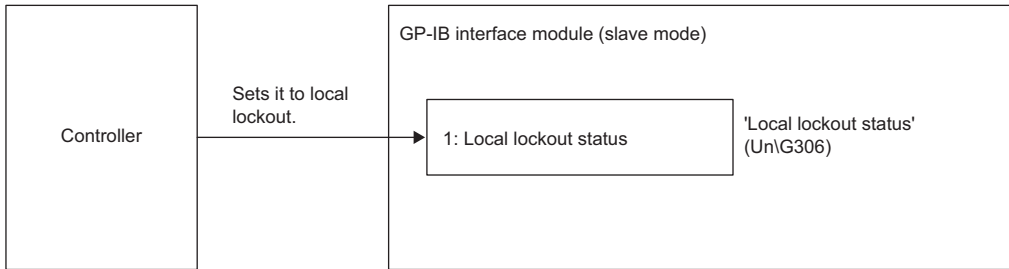 GP-IB interface module (slave mode)
Sets it to local
lockout.
Controller
1: Local lockout status
'Local lockout status'
(Un\G306)